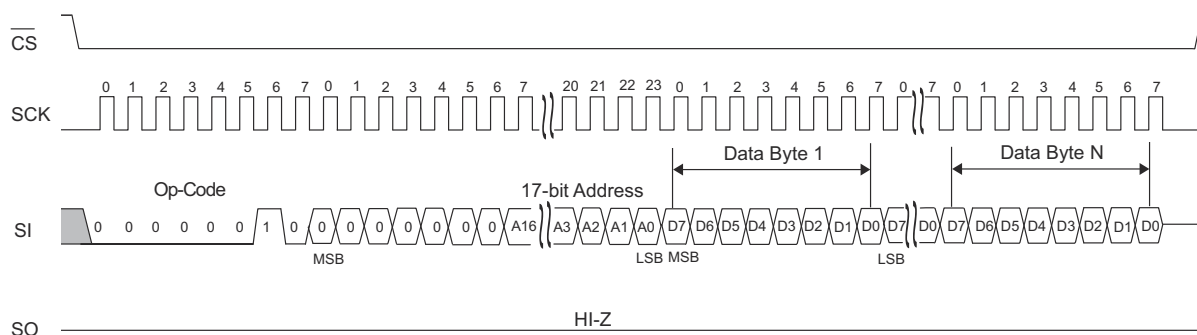 CS
0 1 2 3 4 5 6 7 0 1 2 3 4 5 6 7 20 21 22 23 0 1 2 3 4 5 6 7 0 7 0 1 2 3 4 5 6 7
SCK
Data Byte 1 Data Byte N
Op-Code 17-bit Address
SI 0 0 0 0 0 0 1 0 0 0 0 0 0 0 0 A16 A3 A2 A1 A0 D7 D6 D5 D4 D3 D2 D1 D0 D7 D0 D7 D6 D5 D4 D3 D2 D1 D0
MSB LSB MSB LSB
HI-Z
SO